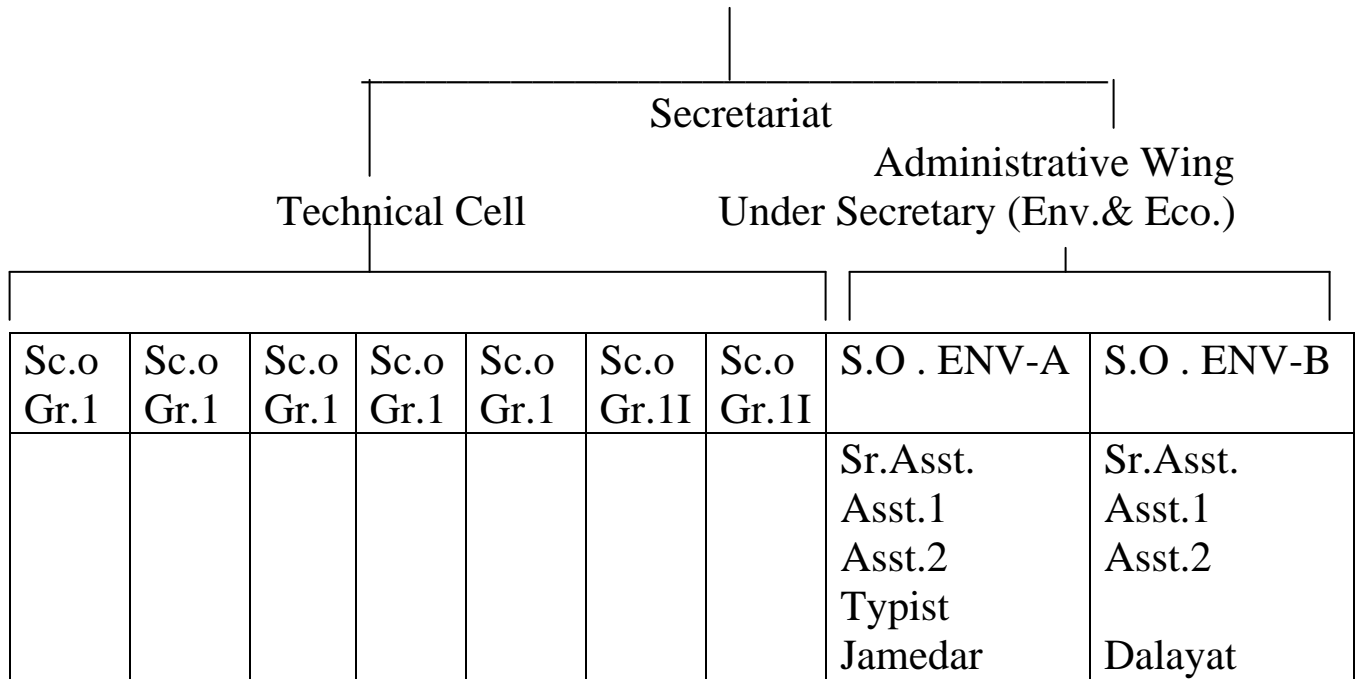 Secretariat
Administrative Wing
Technical Cell Under Secretary (Env.& Eco.)
Sc.o Sc.o Sc.o Sc.o Sc.o Sc.o Sc.o S.O . ENV-A S.O . ENV-B
Gr.1 Gr.1 Gr.1 Gr.1 Gr.1 Gr.1I Gr.1I
Sr.Asst. Sr.Asst.
Asst.1 Asst.1
Asst.2 Asst.2
Typist
Jamedar Dalayat